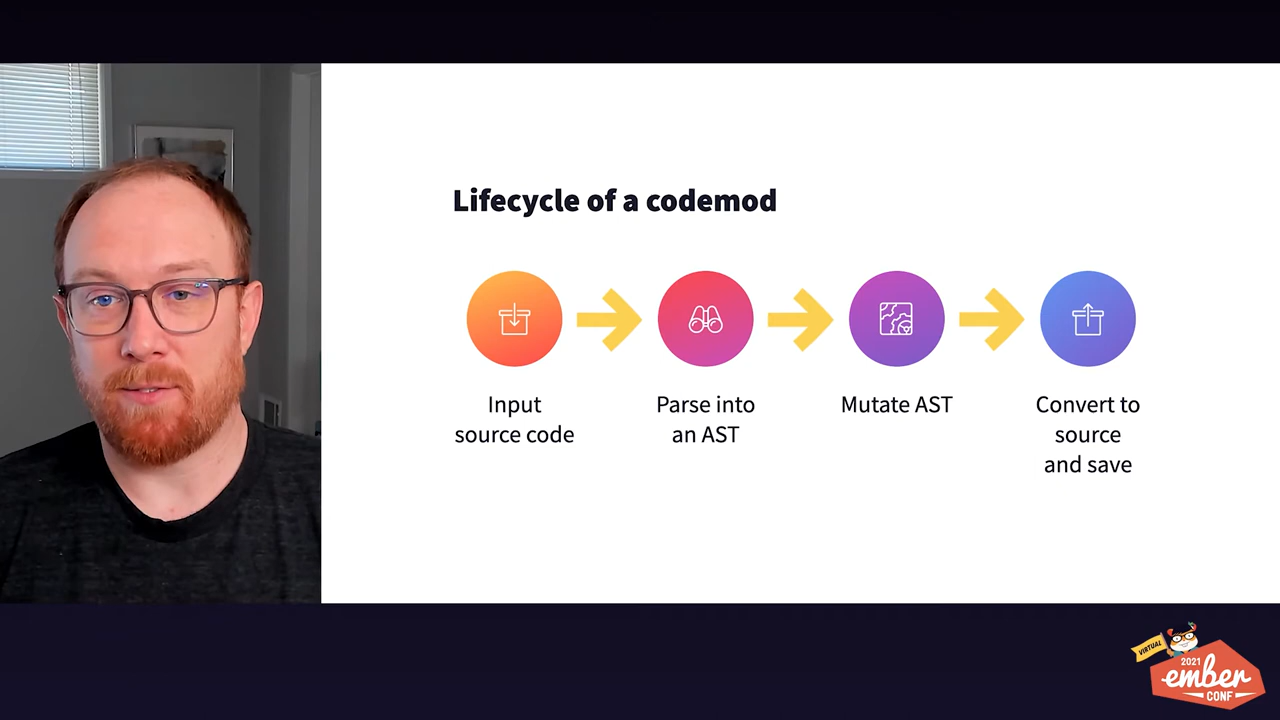 Lifecycle of a codemod
Input
source code
Parse into
an AST
Mutate AST
Convert to
source
and save
VIRTUAL
2021
ember
CONF